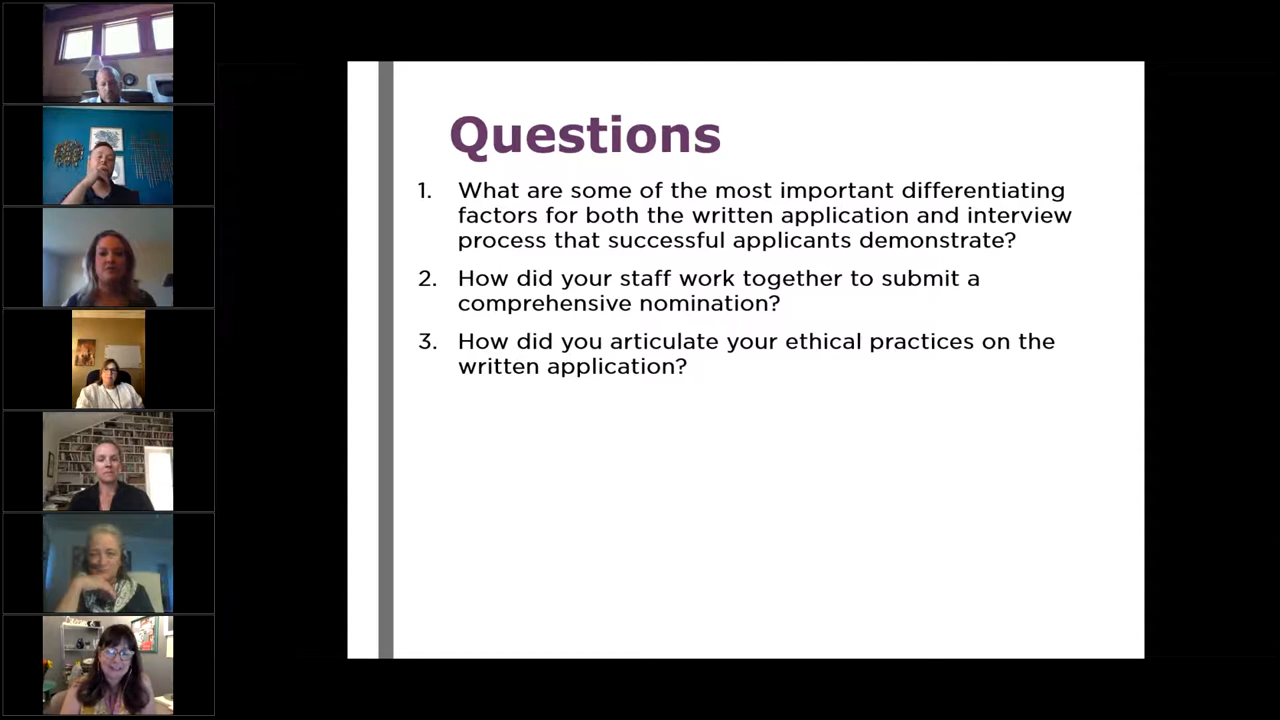 Questions
1. What are some of the most important differentiating
factors for both the written application and interview
process that successful applicants demonstrate?
2. How did your staff work together to submit a
comprehensive nomination?
3. How did you articulate your ethical practices on the
written application?